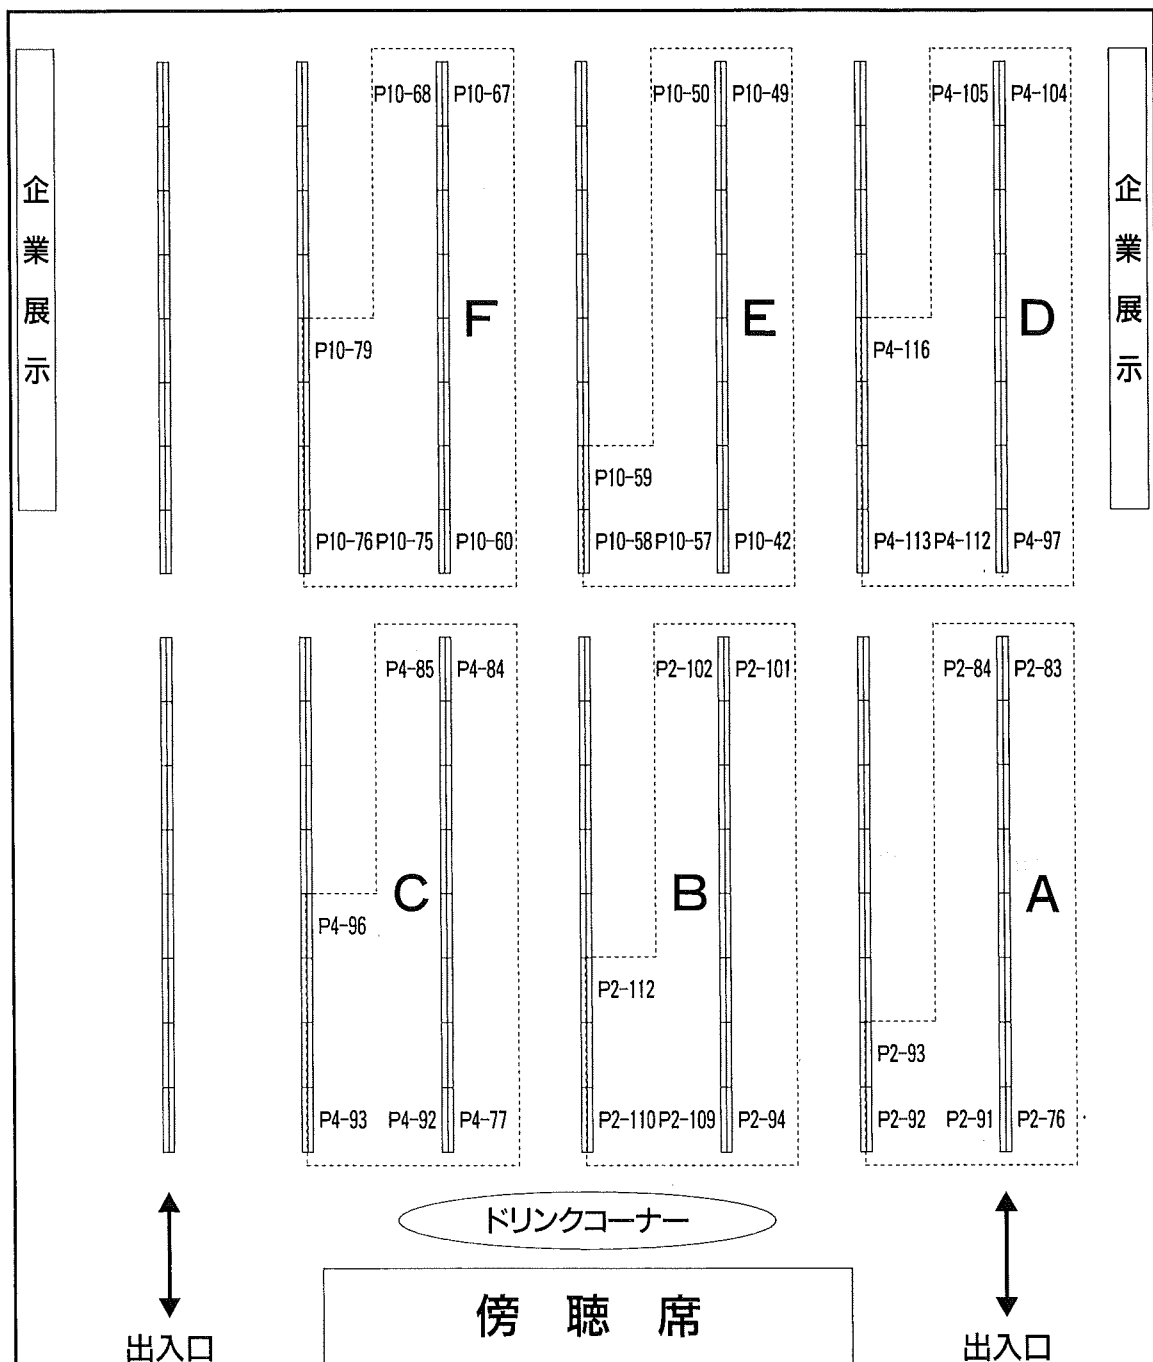 P10-68 P10-67 P10-50 P10-49 P4-105 P4-104
企業展示
企業展示
F E D
P10-79 P4-116
P10-59
P10-76 P10-75 P10-60 P10-58 P10-57 P10-42 P4-113 P4-112 P4-97
P4-85 P4-84 P2-102 P2-101 P2-84 P2-83
C B A
P4-96
P2-112
P2-93
P4-93 P4-92 P4-77 P2-110 P2-109 P2-94 P2-92 P2-91 P2-76
ドリンクコーナー
傍聴席
出入口 出入口